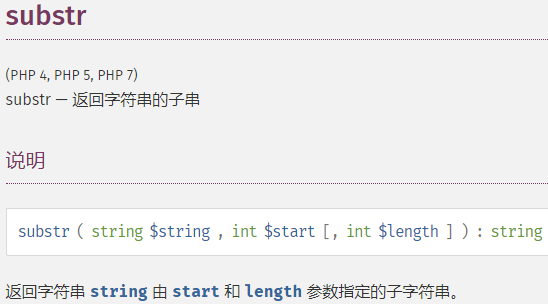 substr
(PHP 4, PHP 5, PHP 7)
substr — 返回字符串的子串
说明
substr ( string $string , int $start [, int $length ] ) : string
返回字符串 string 由 start 和 length 参数指定的子字符串。